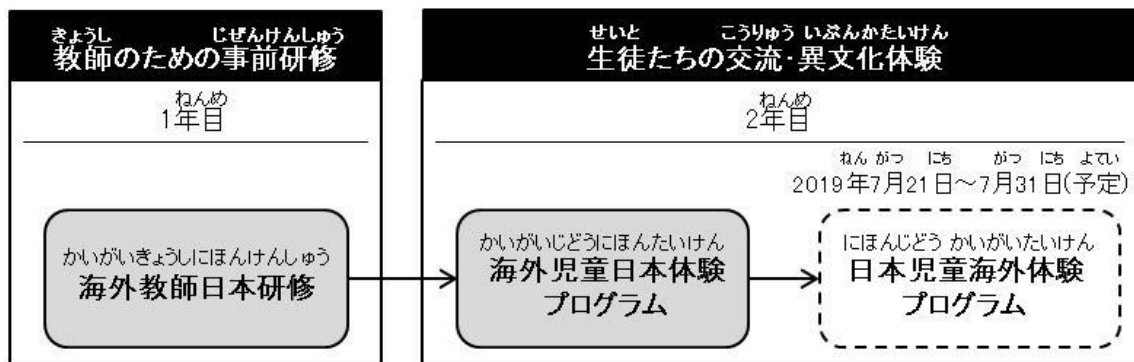 きょうし じぜんけんしゅう
教師のための事前研修
ねんめ
1年目
かいがいきょうしにほんけんしゅう
海外教師日本研修
せいと こうりゅう いぶんかたいけん
生徒たちの交流・異文化体験
ねんめ
2年目
ねん がつ にち がつ にち よてい
2019年7月21日～7月31日(予定)
かいがいじどうにほんたいけん
海外児童日本体験
プログラム
にほんじどう かいがいたいけん
日本児童海外体験
プログラム